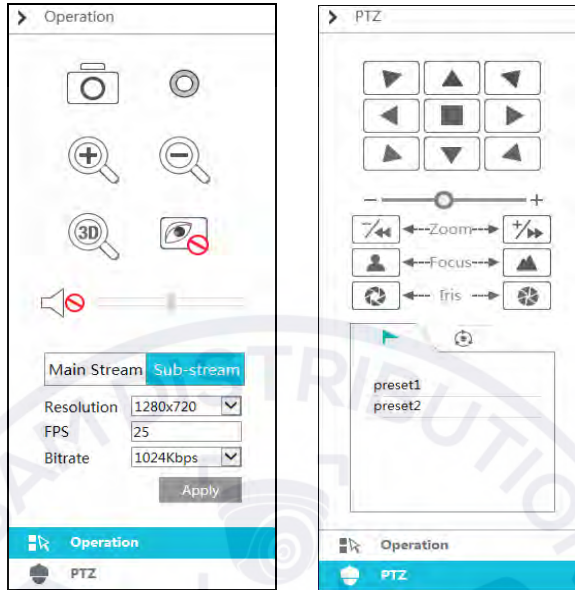 Operation
3D
Main Stream Sub-stream
Resolution 1280x720
FPS 25
Bitrate 1024Kbps
Apply
Operation
PTZ
PTZ
Zoom
Focus
Iris
preset1
preset2
Operation
PTZ